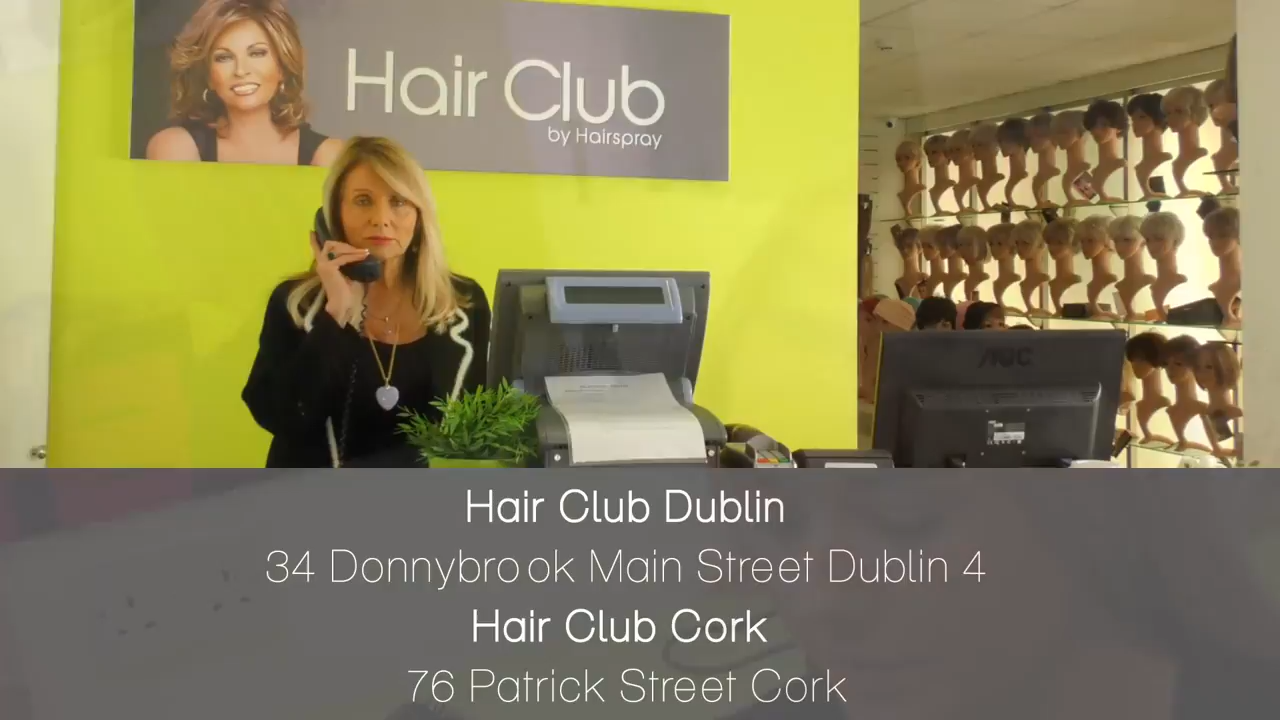 Hair Club
by Hairspray
AOC
Hair Club Dublin
34 Donnybrook Main Street Dublin 4
Hair Club Cork
76 Patrick Street Cork